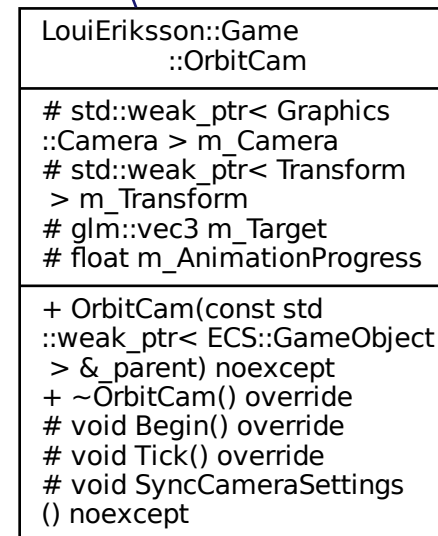 LouiEriksson::Game
::OrbitCam
# std::weak_ptr< Graphics
::Camera > m_Camera
# std::weak_ptr< Transform
 > m_Transform
# glm::vec3 m_Target
# float m_AnimationProgress
+ OrbitCam(const std
::weak_ptr< ECS::GameObject
 > &_parent) noexcept
+ ~OrbitCam() override
# void Begin() override
# void Tick() override
# void SyncCameraSettings
() noexcept